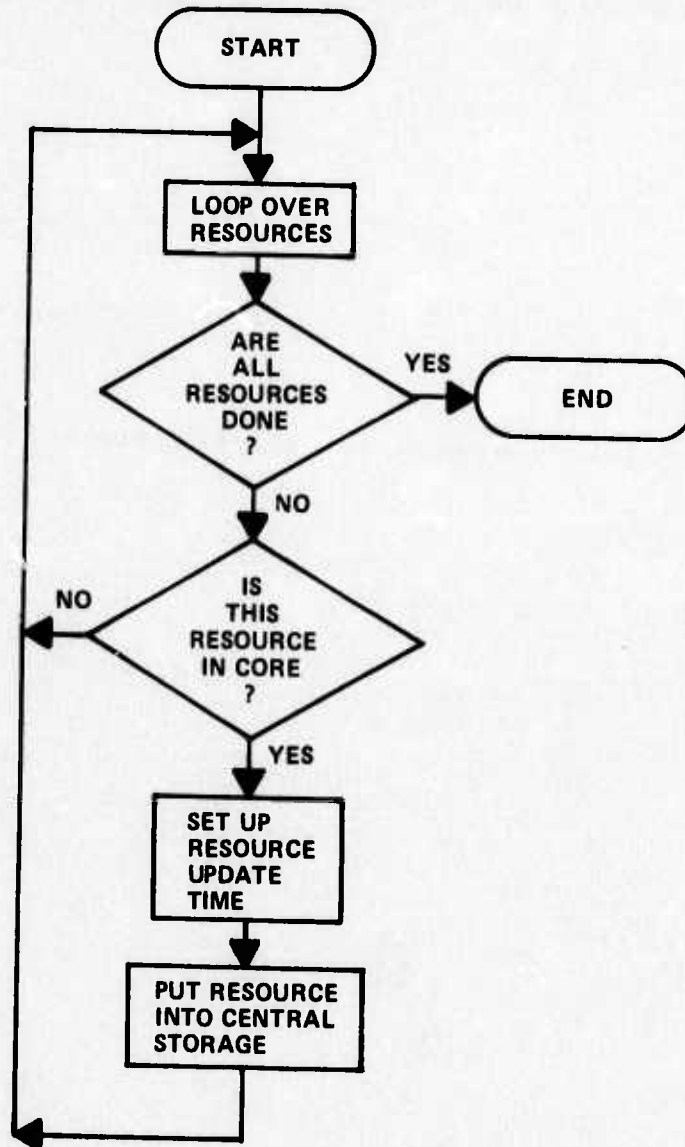 START
LOOP OVER
RESOURCES
ARE
ALL
RESOURCES
DONE
?
YES
END
NO
IS
THIS
RESOURCE
IN CORE
?
NO
YES
SET UP
RESOURCE
UPDATE
TIME
PUT RESOURCE
INTO CENTRAL
STORAGE